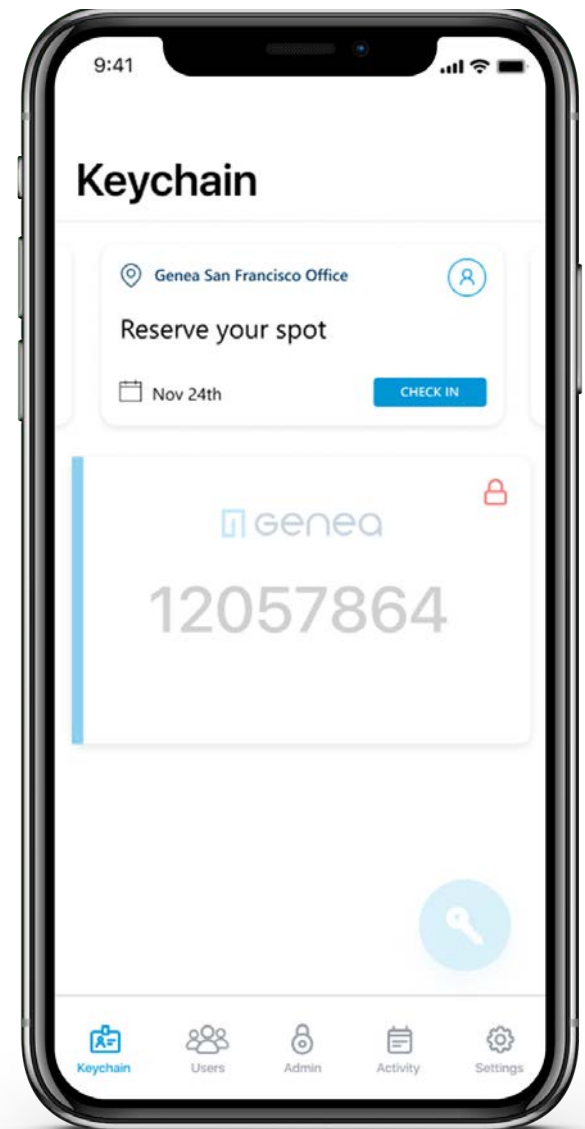 9:41
Keychain
Genea San Francisco Office
Reserve your spot
Nov 24th
CHECK IN
Genea
12057864
Keychain
Users
Admin
Activity
Settings